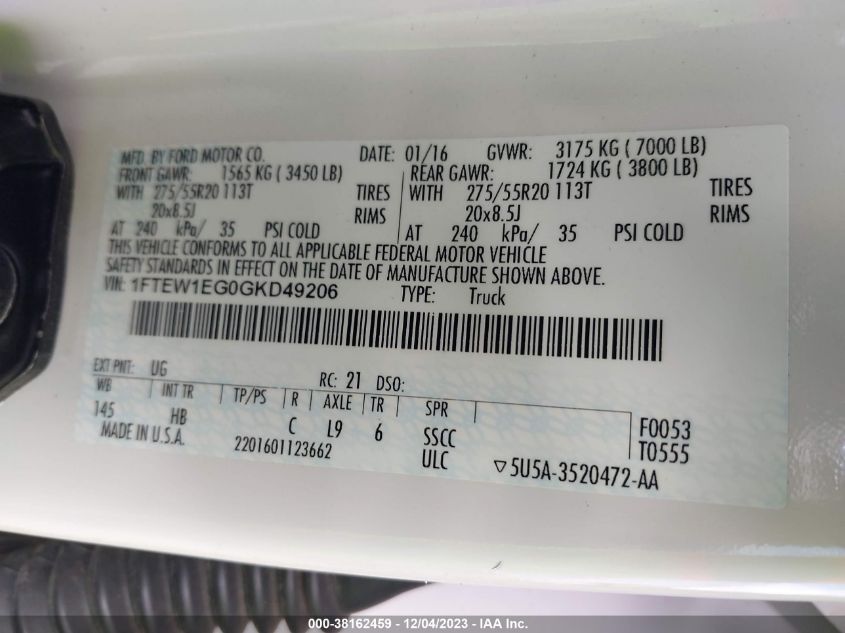 MFD. BY FORD MOTOR CO. DATE: 01/16 GVWR: 3175 KG ( 7000 LB)
FRONT GAWR: 1565 KG ( 3450 LB) REAR GAWR: 1724 KG ( 3800 LB)
WITH 275/55R20 113T TIRES WITH 275/55R20 113T TIRES
20x8.5J RIMS 20x8.5J RIMS
AT 240 kPa/ 35 PSI COLD AT 240 kPa/ 35 PSI COLD
THIS VEHICLE CONFORMS TO ALL APPLICABLE FEDERAL MOTOR VEHICLE
SAFETY STANDARDS IN EFFECT ON THE DATE OF MANUFACTURE SHOWN ABOVE.
VIN: 1FTEW1EG0GKD49206 TYPE: Truck
EXT PNT: UG RC: 21 DSO:
WB INT TR TP/PS R AXLE TR SPR
145 HB C L9 6 SSCC F0053
MADE IN U.S.A. 2201601123662 ULC T0555
▽5U5A-3520472-AA
000-38162459 - 12/04/2023 - IAA Inc.